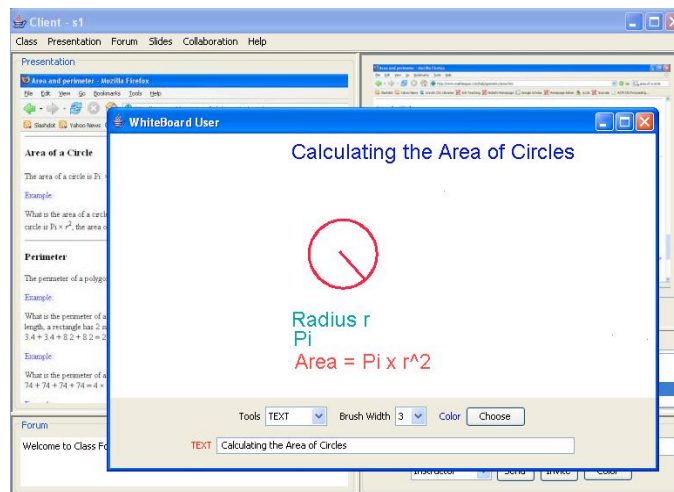 Client - s1
Class Presentation Forum Slides Collaboration Help
Presentation
Area and perimeter - Mozilla Firefox
File Edit View Go Bookmarks Tools Help
Slashdot Yahoo News
Area of a Circle
The area of a circle is Pi
Example:
What is the area of a circle
circle is Pi × r², the area o
Perimeter
The perimeter of a polygo
Example:
What is the perimeter of a
length, a rectangle has 2 n
3.4 + 3.4 + 8.2 + 8.2 = 2
Example:
What is the perimeter of a
74 + 74 + 74 + 74 = 4 ×
WhiteBoard User
Calculating the Area of Circles
Radius r
Pi
Area = Pi x r^2
Tools TEXT Brush Width 3 Color Choose
TEXT Calculating the Area of Circles
Forum
Welcome to Class Fo
Instructor Send Invite Color